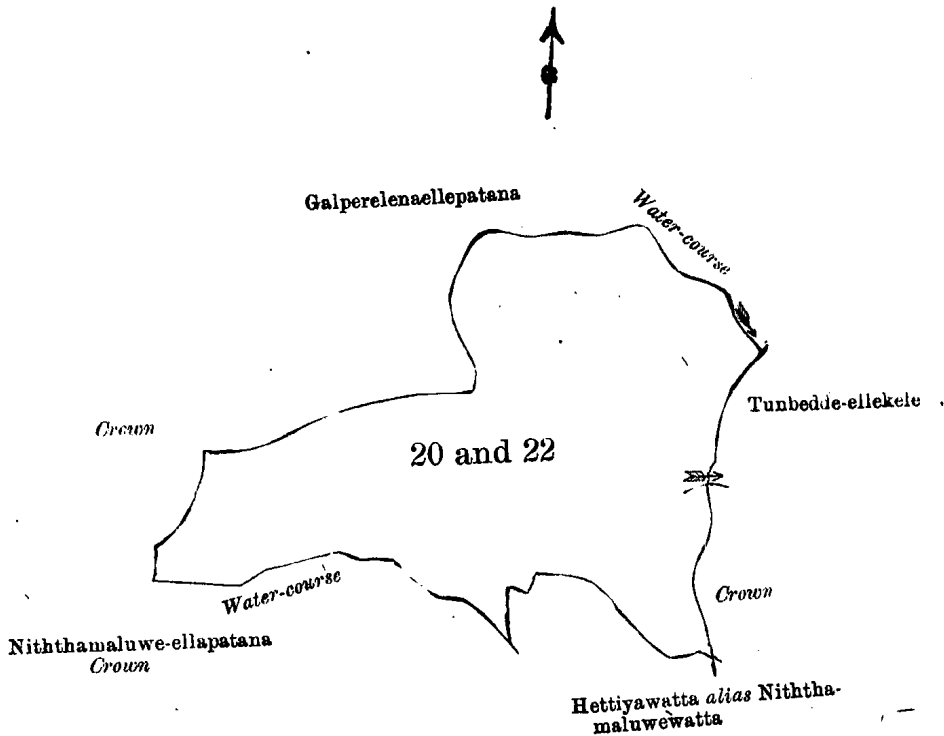 Galperelenaellepatana
Water-course
Tunbedde-ellekele
Crown
20 and 22
Crown
Water-course
Niththamaluwe-ellapatana
Crown
Hettiyawatta alias Niththa-
maluwewatta